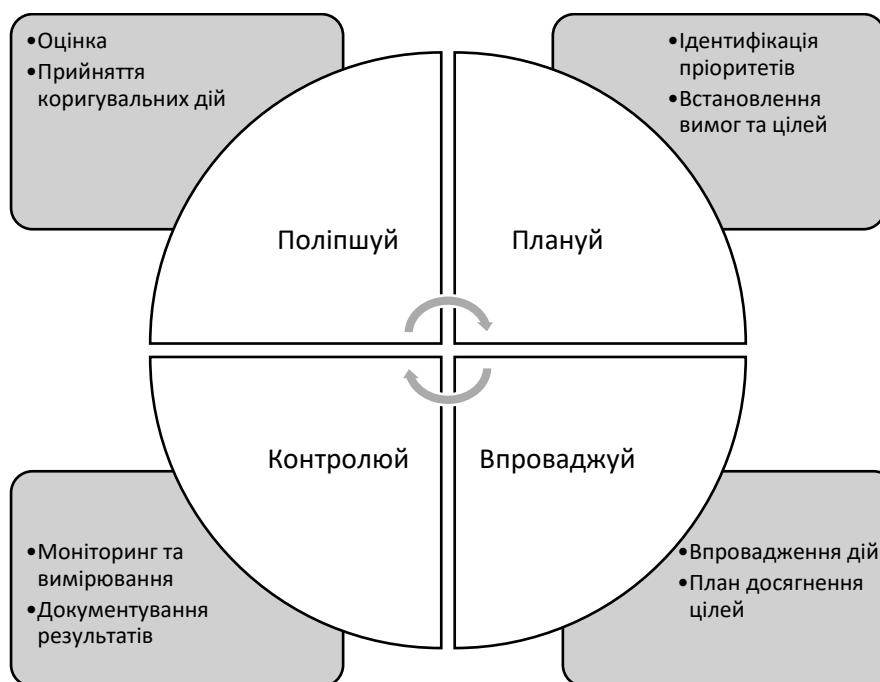 •Оцінка
•Прийняття
коригувальних дій
•Ідентифікація
пріоритетів
•Встановлення
вимог та цілей
Поліпшуй
Плануй
Контролюй
Впроваджуй
•Моніторинг та
вимірювання
•Документування
результатів
•Впровадження дій
•План досягнення
цілей